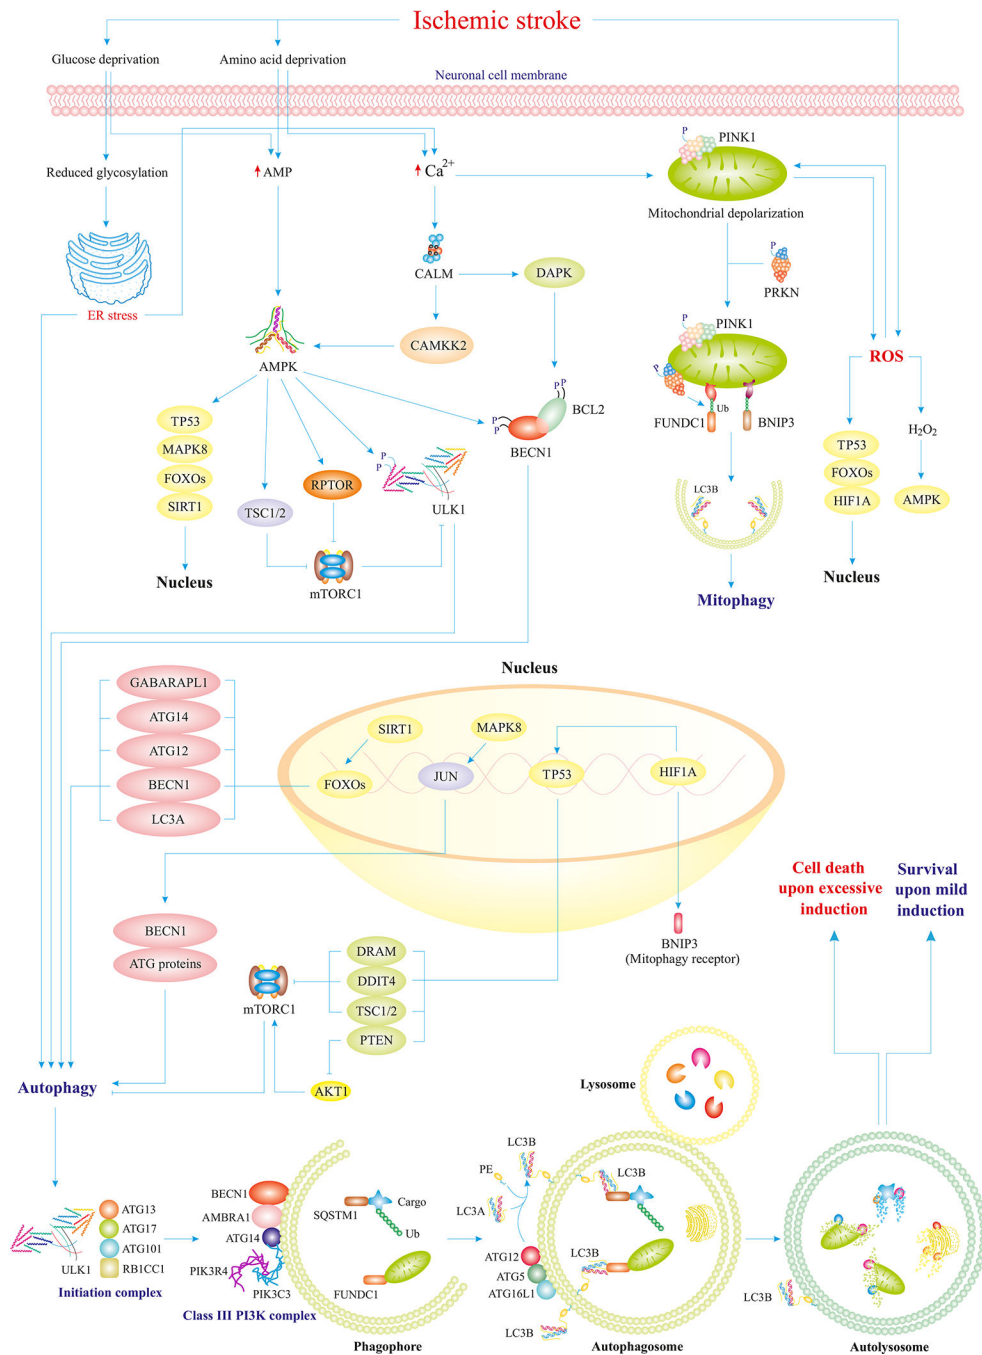 Ischemic stroke
Glucose deprivation
Amino acid deprivation
Neuronal cell membrane
P
PINK1
Reduced glycosylation
AMP
Ca2+
Mitochondrial depolarization
CALM
DAPK
P
PRKN
ER stress
PINK1
P
CAMKK2
ROS
AMPK
P
P P
BCL2
Ub
FUNDC1
BNIP3
P
P
BECN1
H2O2
TP53
MAPK8
FOXOs
SIRT1
TP53
FOXOs
HIF1A
AMPK
P
P
RPTOR
LC3B
TSC1/2
ULK1
Nucleus
mTORC1
Mitophagy
Nucleus
Nucleus
GABARAPL1
ATG14
ATG12
BECN1
LC3A
SIRT1
MAPK8
FOXOs
JUN
TP53
HIF1A
Cell death
upon excessive
induction
Survival
upon mild
induction
BECN1
ATG proteins
BNIP3
(Mitophagy receptor)
DRAM
DDIT4
TSC1/2
PTEN
mTORC1
AKT1
Autophagy
Lysosome
LC3B
PE
LC3A
LC3B
BECN1
AMBRA1
ATG14
PIK3R4
PIK3C3
SQSTM1
Cargo
Ub
FUNDC1
ATG13
ATG17
ATG101
RB1CC1
ULK1
ATG12
ATG5
ATG16L1
LC3B
LC3B
LC3B
Initiation complex
Class III PI3K complex
Phagophore
Autophagosome
Autolysosome